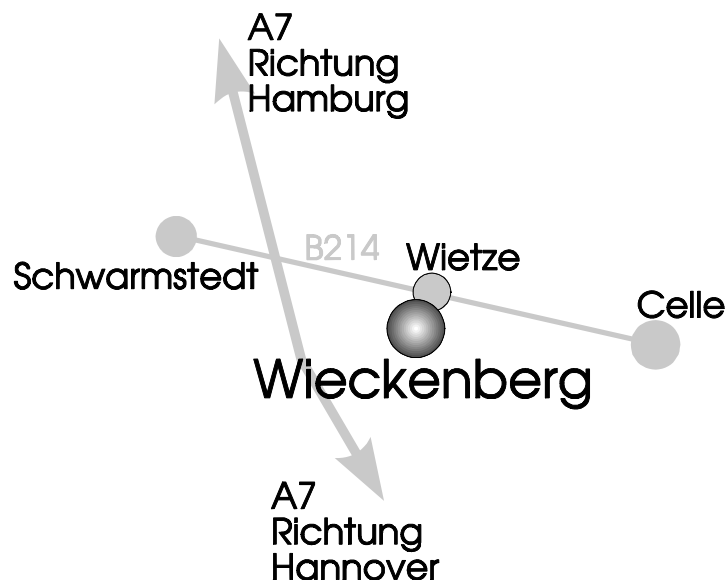 A7
Richtung
Hamburg
B214
Wietze
Schwarmstedt
Celle
Wieckenberg
A7
Richtung
Hannover